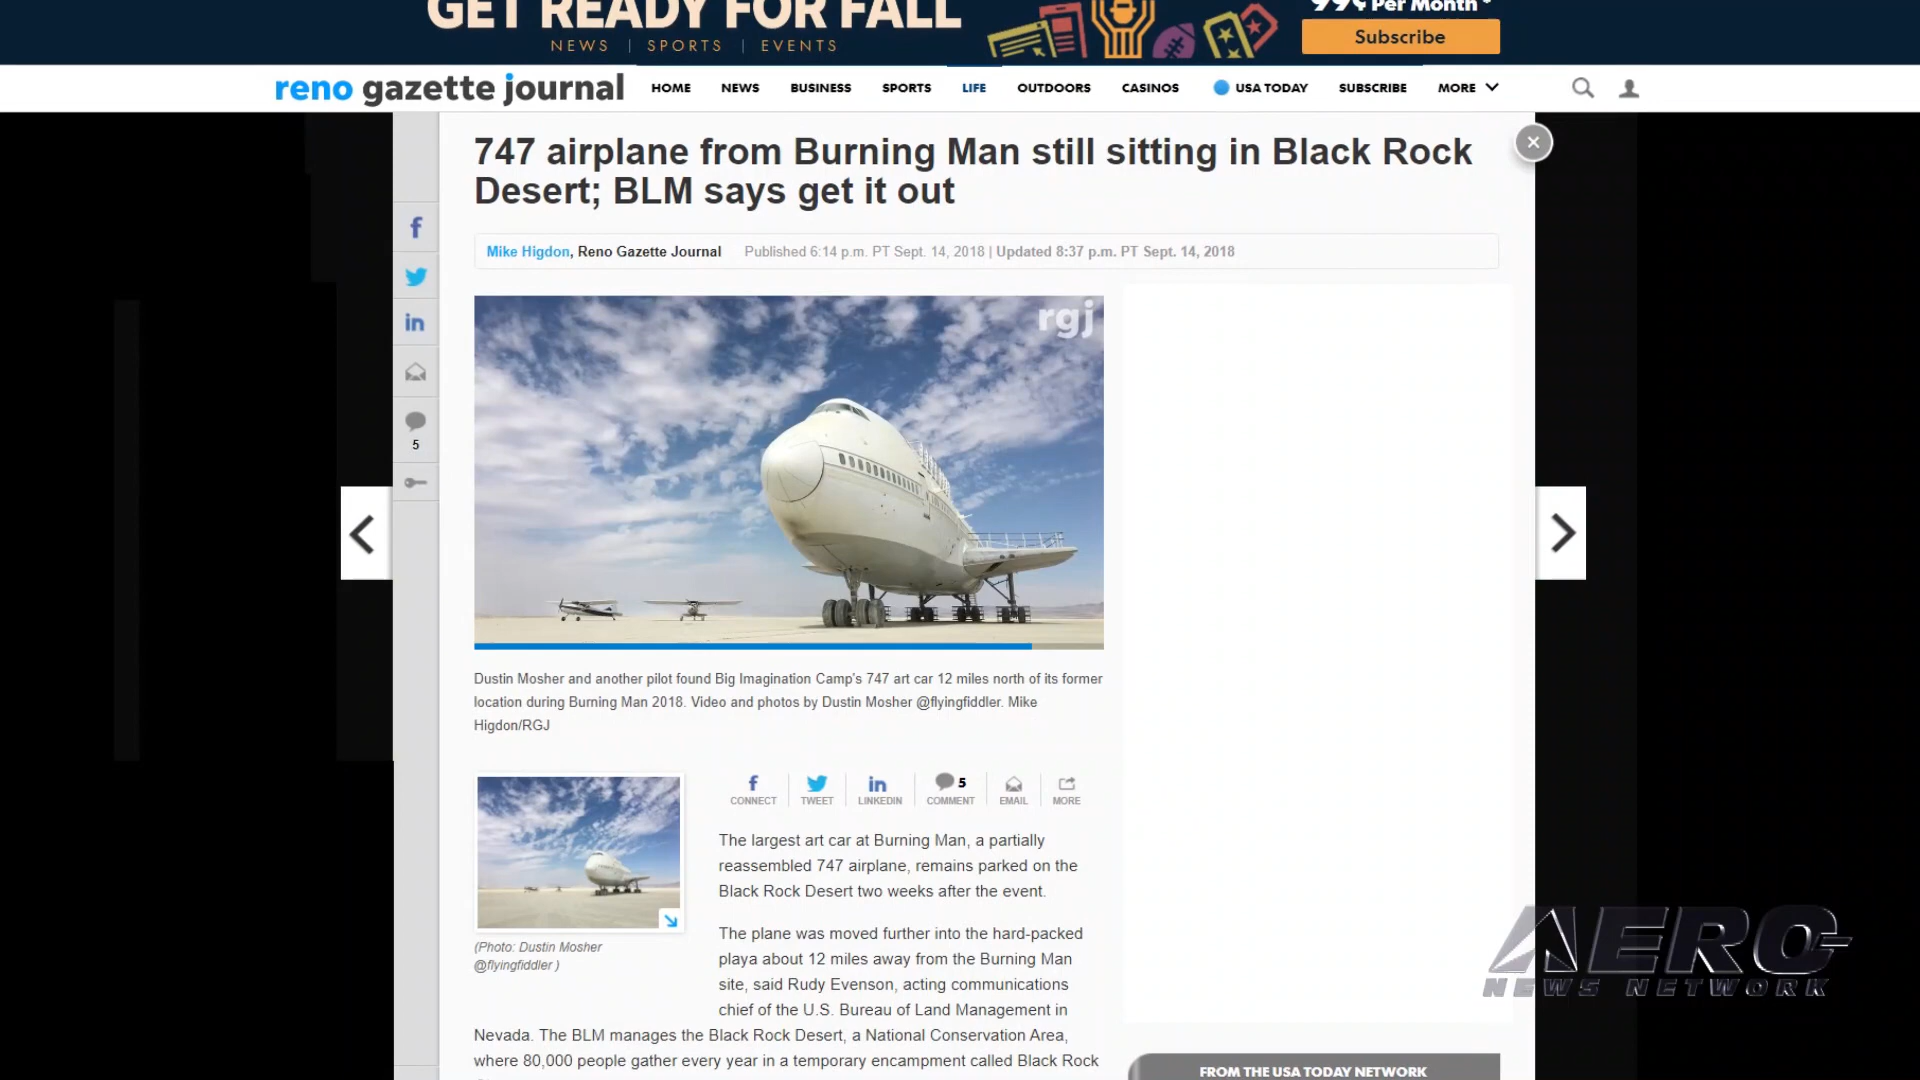 GET READY FOR FALL
NEWS | SPORTS | EVENTS
99¢ Per Month*
Subscribe
reno gazette journal
HOME NEWS BUSINESS SPORTS LIFE OUTDOORS CASINOS USA TODAY SUBSCRIBE MORE
747 airplane from Burning Man still sitting in Black Rock
Desert; BLM says get it out
Mike Higdon, Reno Gazette Journal Published 6:14 p.m. PT Sept. 14, 2018 | Updated 8:37 p.m. PT Sept. 14, 2018
rgj
5
Dustin Mosher and another pilot found Big Imagination Camp's 747 art car 12 miles north of its former
location during Burning Man 2018. Video and photos by Dustin Mosher @flyingfiddler. Mike
Higdon/RGJ
5
CONNECT TWEET LINKEDIN COMMENT EMAIL MORE
(Photo: Dustin Mosher
@flyingfiddler )
The largest art car at Burning Man, a partially
reassembled 747 airplane, remains parked on the
Black Rock Desert two weeks after the event.
The plane was moved further into the hard-packed
playa about 12 miles away from the Burning Man
site, said Rudy Evenson, acting communications
chief of the U.S. Bureau of Land Management in
Nevada. The BLM manages the Black Rock Desert, a National Conservation Area,
where 80,000 people gather every year in a temporary encampment called Black Rock
FROM THE USA TODAY NETWORK
AERO
NEWS NETWORK